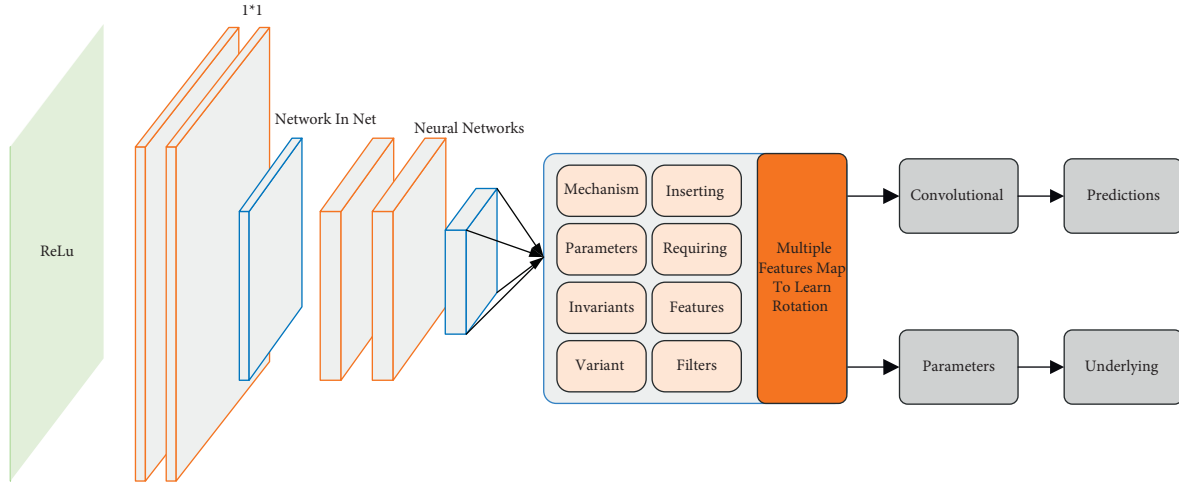 1*1
Network In Net
Neural Networks
ReLu
Mechanism
Inserting
Parameters
Requiring
Invariants
Features
Variant
Filters
Multiple
Features Map
To Learn
Rotation
Convolutional
Predictions
Parameters
Underlying